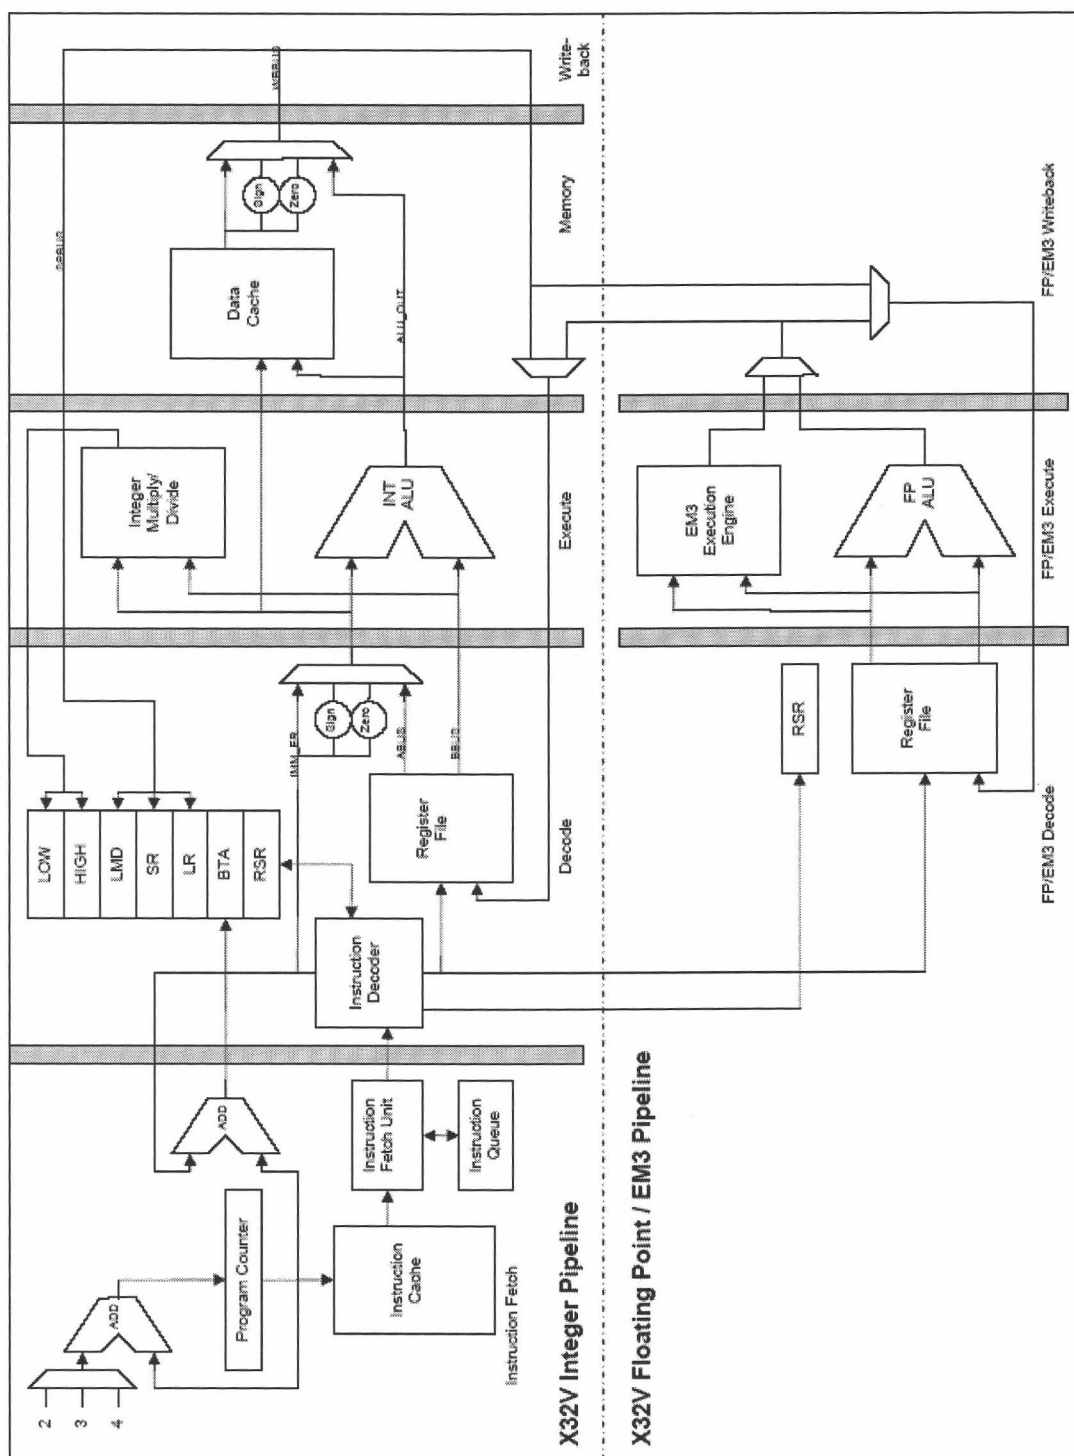 2
3
4
ADD
Program Counter
Instruction
Cache
Instruction Fetch
ADD
Instruction
Fetch Unit
Instruction
Queue
LOW
HIGH
LMD
SR
LR
BTA
RSR
Instruction
Decoder
Sign
Zero
ABUS
BBUS
Register
File
Decode
Integer
Multiply/
Divide
INT
ALU
Execute
Data
Cache
ALU_OUT
Sign
Zero
Memory
WBBUS
Write-
back
X32V Integer Pipeline
X32V Floating Point / EM3 Pipeline
RSR
Register
File
FP/EM3 Decode
EM3
Execution
Engine
FP
ALU
FP/EM3 Execute
FP/EM3 Writeback